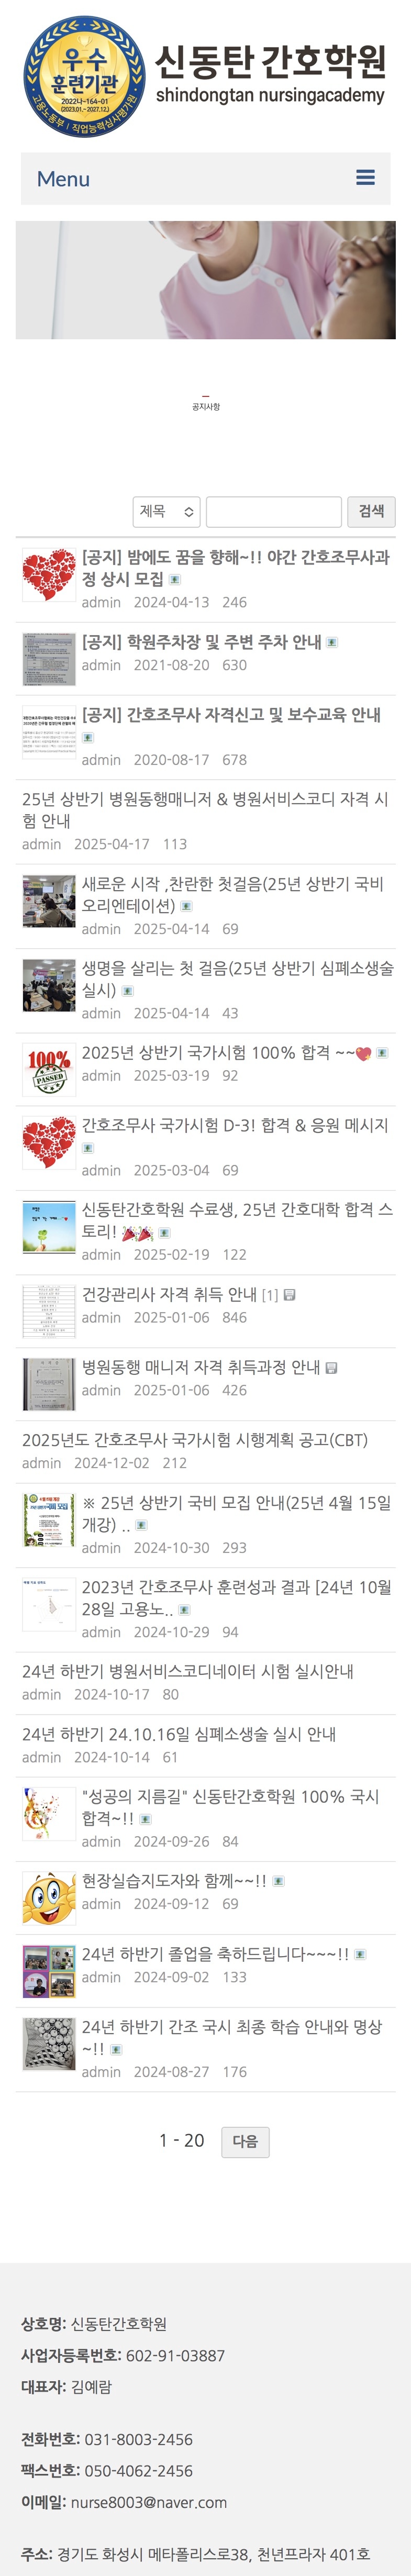 우수
훈련기관
2022나-164-01
(2023.01.~2027.12.)
고용노동부 | 직업능력심사평가원
신동탄 간호학원
shindongtan nursingacademy
Menu
공지사항
제목
검색
[공지] 밤에도 꿈을 향해~!! 야간 간호조무사과
정 상시 모집
admin 2024-04-13 246
[공지] 학원주차장 및 주변 주차 안내
admin 2021-08-20 630
[공지] 간호조무사 자격신고 및 보수교육 안내
admin 2020-08-17 678
25년 상반기 병원동행매니저 & 병원서비스코디 자격 시
험 안내
admin 2025-04-17 113
새로운 시작 ,찬란한 첫걸음(25년 상반기 국비
오리엔테이션)
admin 2025-04-14 69
생명을 살리는 첫 걸음(25년 상반기 심폐소생술
실시)
admin 2025-04-14 43
100%
PASSED
2025년 상반기 국가시험 100% 합격 ~~💖
admin 2025-03-19 92
간호조무사 국가시험 D-3! 합격 & 응원 메시지
admin 2025-03-04 69
신동탄간호학원 수료생, 25년 간호대학 합격 스
토리! 🎉🎉
admin 2025-02-19 122
건강관리사 자격 취득 안내 [1]
admin 2025-01-06 846
병원동행 매니저 자격 취득과정 안내
admin 2025-01-06 426
2025년도 간호조무사 국가시험 시행계획 공고(CBT)
admin 2024-12-02 212
※ 25년 상반기 국비 모집 안내(25년 4월 15일
개강) ..
admin 2024-10-30 293
2023년 간호조무사 훈련성과 결과 [24년 10월
28일 고용노..
admin 2024-10-29 94
24년 하반기 병원서비스코디네이터 시험 실시안내
admin 2024-10-17 80
24년 하반기 24.10.16일 심폐소생술 실시 안내
admin 2024-10-14 61
"성공의 지름길" 신동탄간호학원 100% 국시
합격~!!
admin 2024-09-26 84
현장실습지도자와 함께~~!!
admin 2024-09-12 69
24년 하반기 졸업을 축하드립니다~~~!!
admin 2024-09-02 133
24년 하반기 간조 국시 최종 학습 안내와 명상
~!!
admin 2024-08-27 176
1 - 20 다음
상호명: 신동탄간호학원
사업자등록번호: 602-91-03887
대표자: 김예람
전화번호: 031-8003-2456
팩스번호: 050-4062-2456
이메일: nurse8003@naver.com
주소: 경기도 화성시 메타폴리스로38, 천년프라자 401호